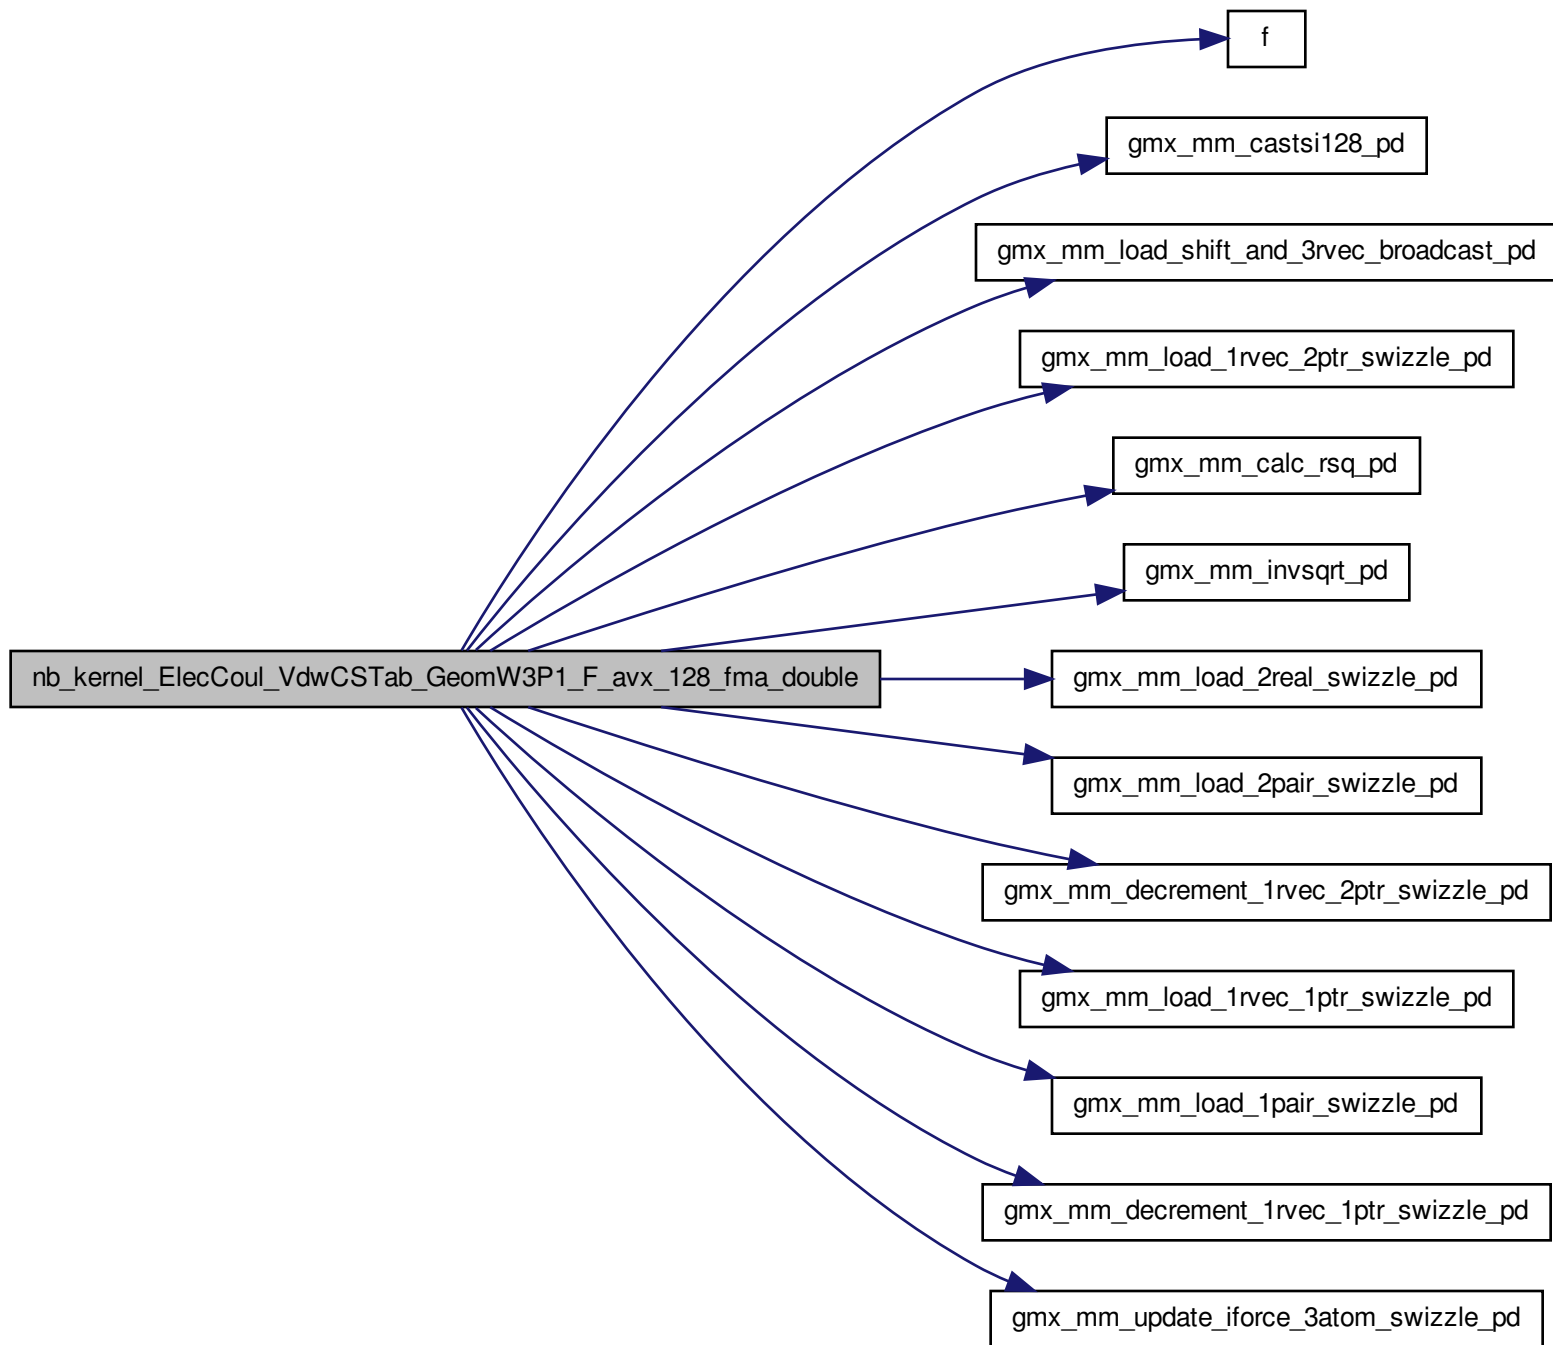 f
gmx_mm_castsi128_pd
gmx_mm_load_shift_and_3rvec_broadcast_pd
gmx_mm_load_1rvec_2ptr_swizzle_pd
gmx_mm_calc_rsq_pd
gmx_mm_invsqrt_pd
nb_kernel_ElecCoul_VdwCSTab_GeomW3P1_F_avx_128_fma_double
gmx_mm_load_2real_swizzle_pd
gmx_mm_load_2pair_swizzle_pd
gmx_mm_decrement_1rvec_2ptr_swizzle_pd
gmx_mm_load_1rvec_1ptr_swizzle_pd
gmx_mm_load_1pair_swizzle_pd
gmx_mm_decrement_1rvec_1ptr_swizzle_pd
gmx_mm_update_iforce_3atom_swizzle_pd